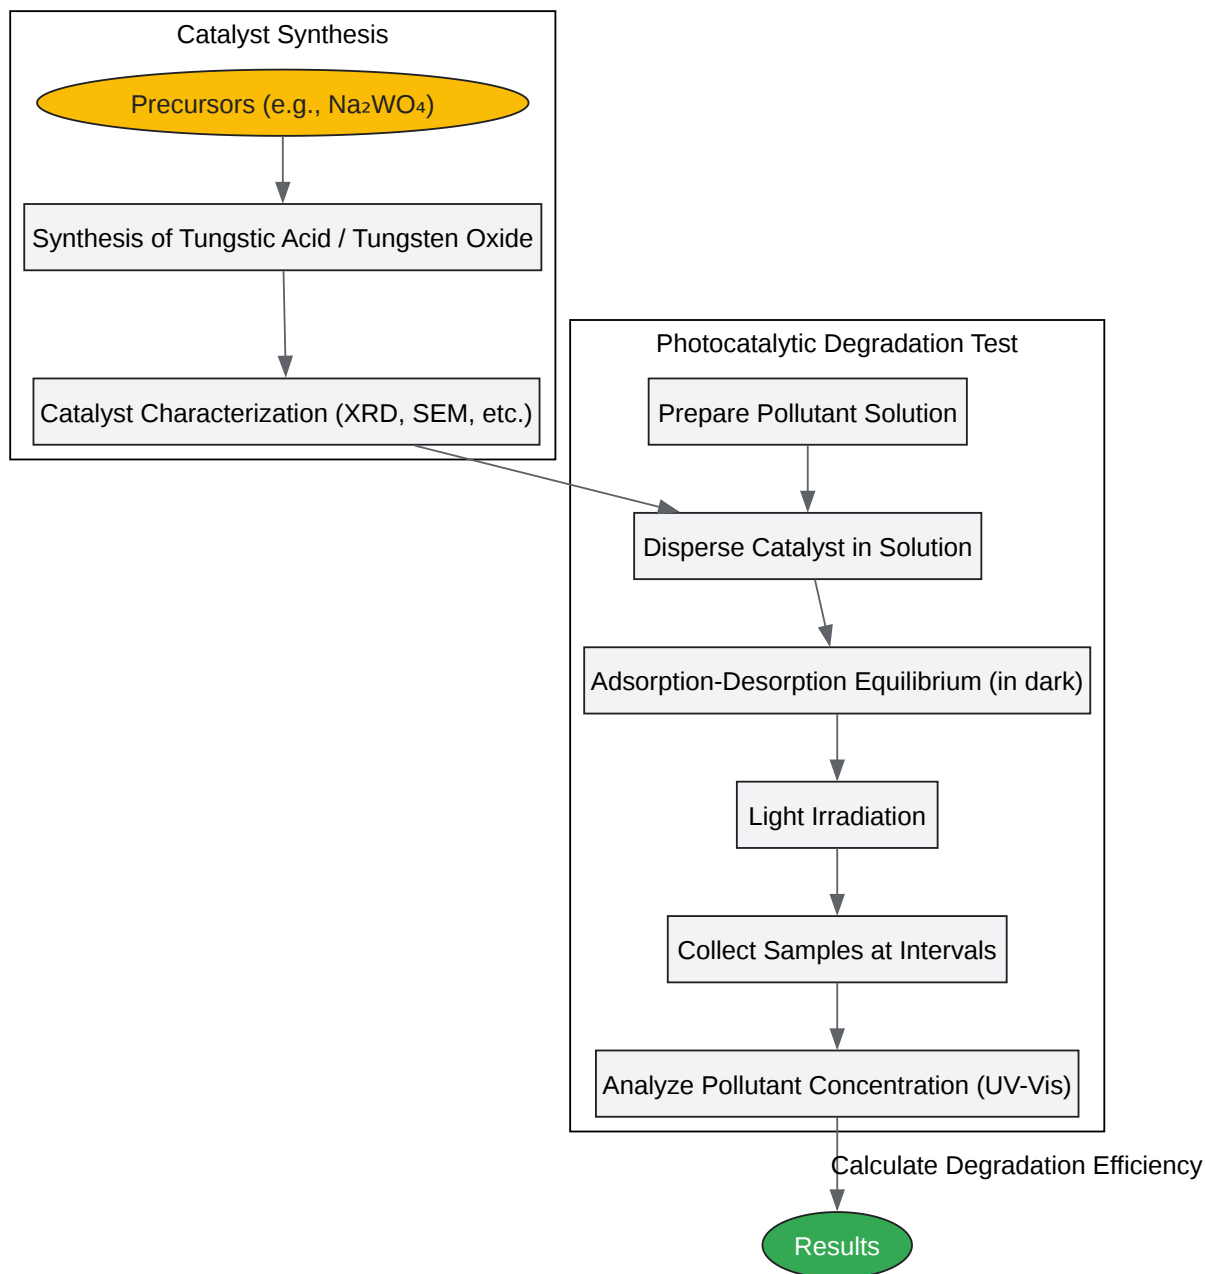 Catalyst Synthesis
Precursors (e.g., Na₂WO₄)
Synthesis of Tungstic Acid / Tungsten Oxide
Catalyst Characterization (XRD, SEM, etc.)
Photocatalytic Degradation Test
Prepare Pollutant Solution
Disperse Catalyst in Solution
Adsorption-Desorption Equilibrium (in dark)
Light Irradiation
Collect Samples at Intervals
Analyze Pollutant Concentration (UV-Vis)
Calculate Degradation Efficiency
Results